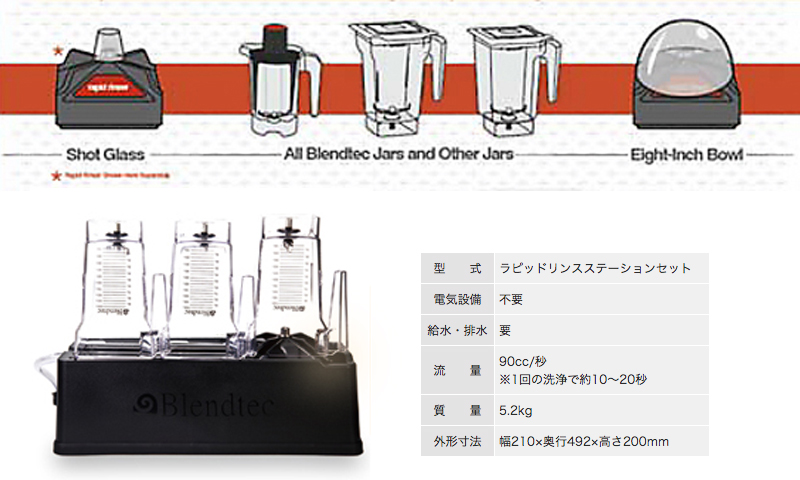 rapid rinser
Shot Glass
All Blendtec Jars and Other Jars
Eight-Inch Bowl
Blendtec
型 式 ラピッドリンスステーションセット
電気設備 不要
給水・排水 要
流 量 90cc/秒
※1回の洗浄で約10〜20秒
質 量 5.2kg
外形寸法 幅210×奥行492×高さ200mm